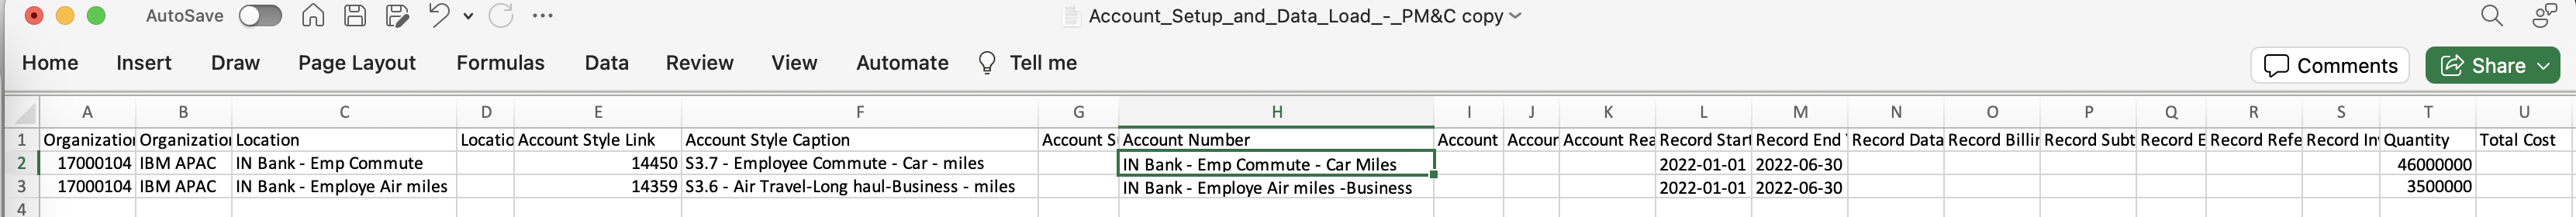 AutoSave
Account_Setup_and_Data_Load_-_PM&C copy
Home Insert Draw Page Layout Formulas Data Review View Automate Tell me Comments Share
A B C D E F G H I J K L M N O P Q R S T U
1 Organization Organization Location Locatio Account Style Link Account Style Caption Account S Account Number Account Accour Account Rea Record Start Record End Record Data Record Billin Record Subt Record E Record Refe Record In Quantity Total Cost
2 17000104 IBM APAC IN Bank - Emp Commute 14450 S3.7 - Employee Commute - Car - miles IN Bank - Emp Commute - Car Miles 2022-01-01 2022-06-30 46000000
3 17000104 IBM APAC IN Bank - Employe Air miles 14359 S3.6 - Air Travel-Long haul-Business - miles IN Bank - Employe Air miles -Business 2022-01-01 2022-06-30 3500000
4